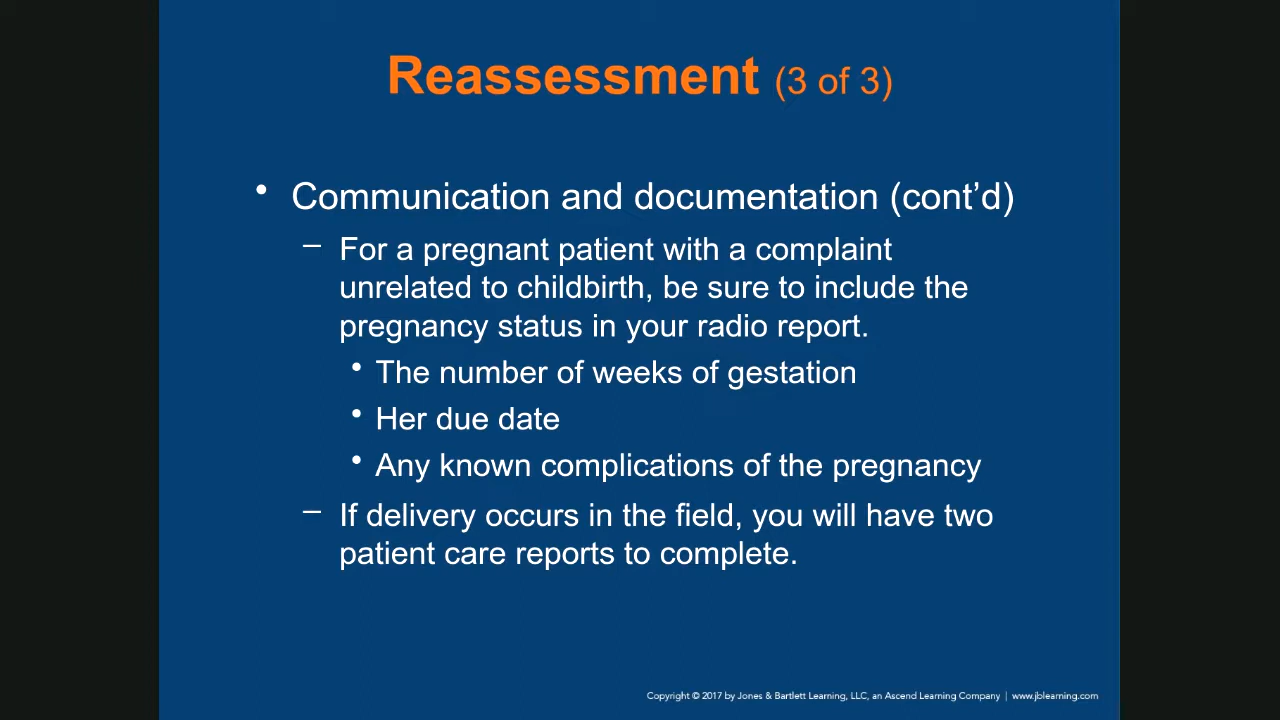 Reassessment (3 of 3)
• Communication and documentation (cont’d)
– For a pregnant patient with a complaint
unrelated to childbirth, be sure to include the
pregnancy status in your radio report.
• The number of weeks of gestation
• Her due date
• Any known complications of the pregnancy
– If delivery occurs in the field, you will have two
patient care reports to complete.
Copyright © 2017 by Jones & Bartlett Learning, LLC, an Ascend Learning Company | www.jblearning.com